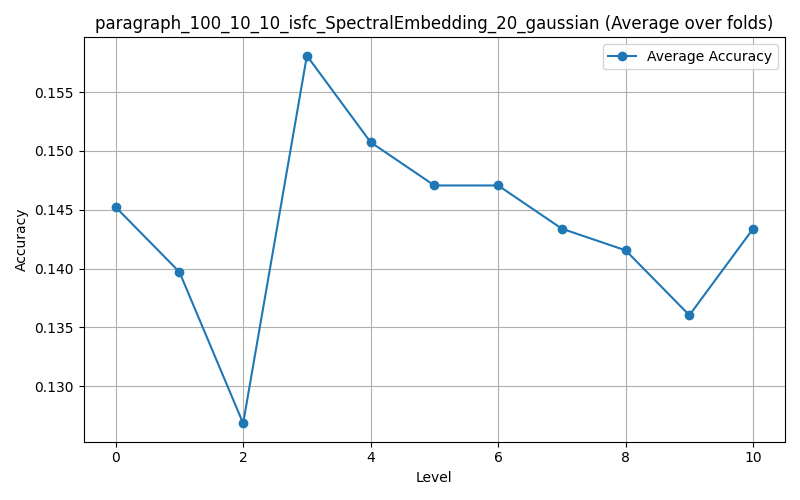 paragraph_100_10_10_isfc_SpectralEmbedding_20_gaussian (Average over folds)
Average Accuracy
0.155
0.150
0.145
0.140
0.135
0.130
Accuracy
0 2 4 6 8 10
Level